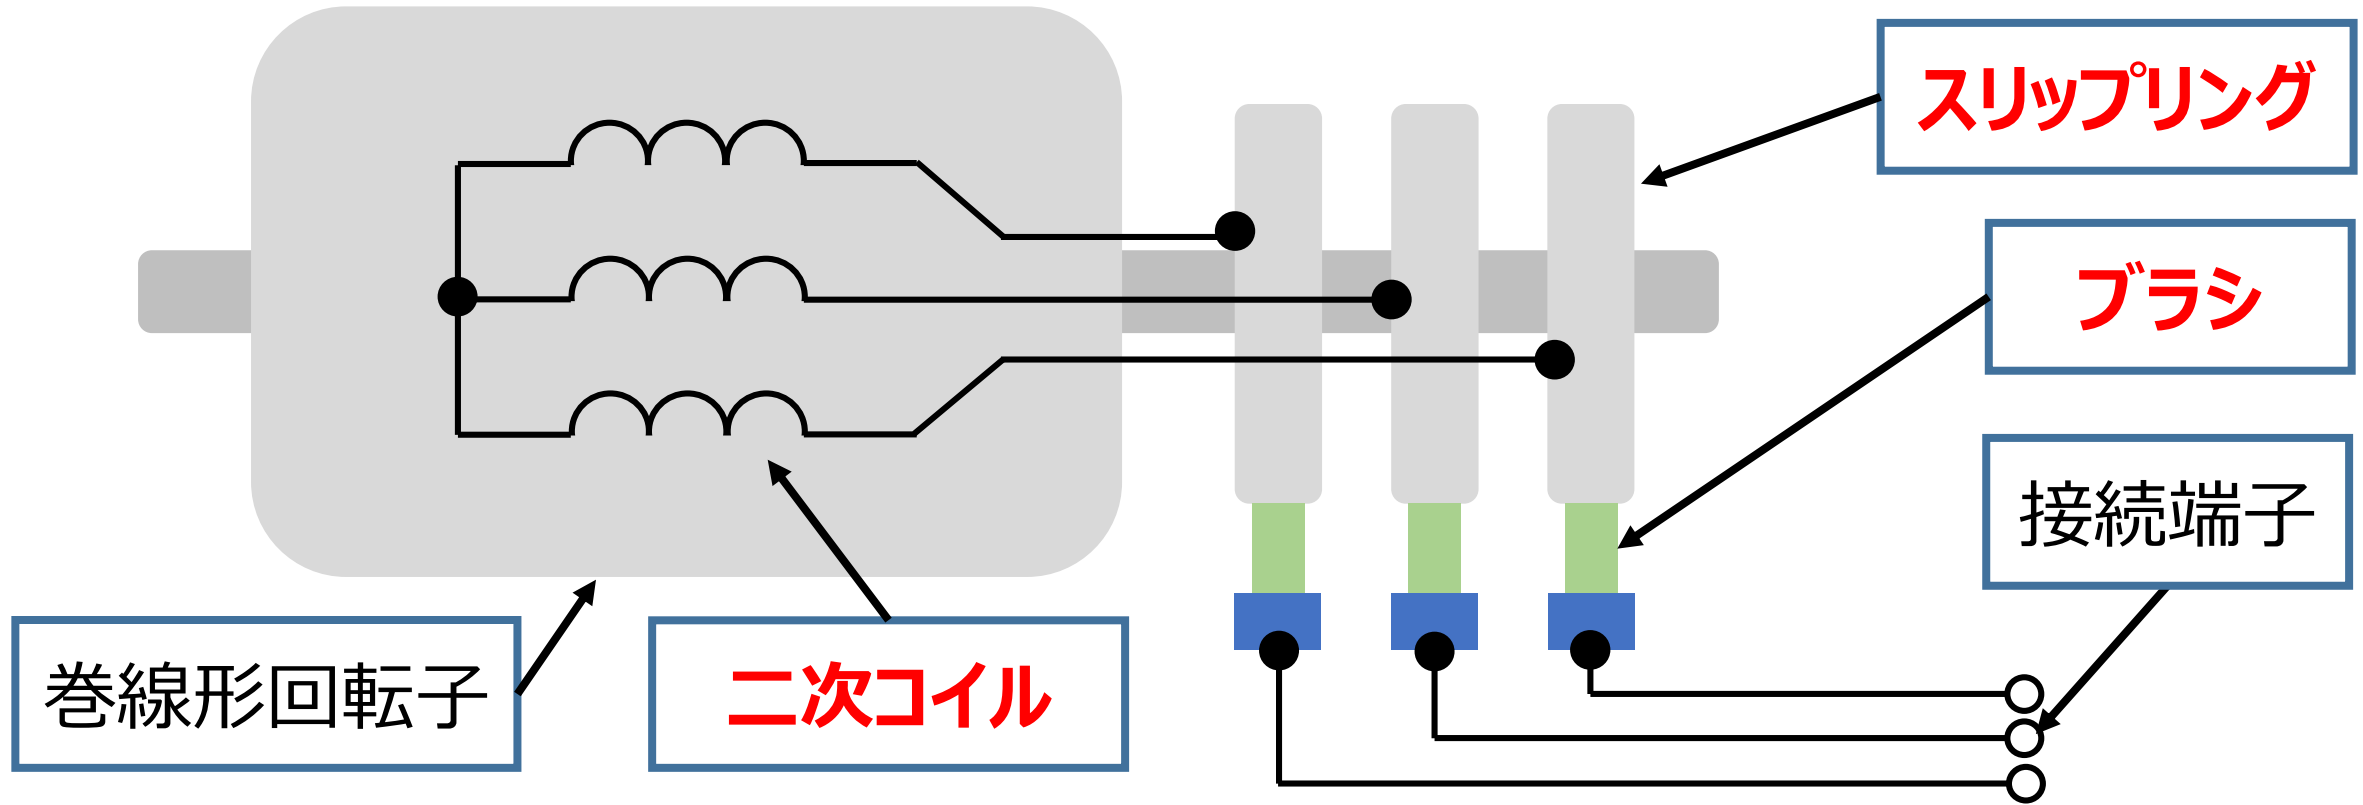 スリップリング
ブラシ
接続端子
巻線形回転子
二次コイル